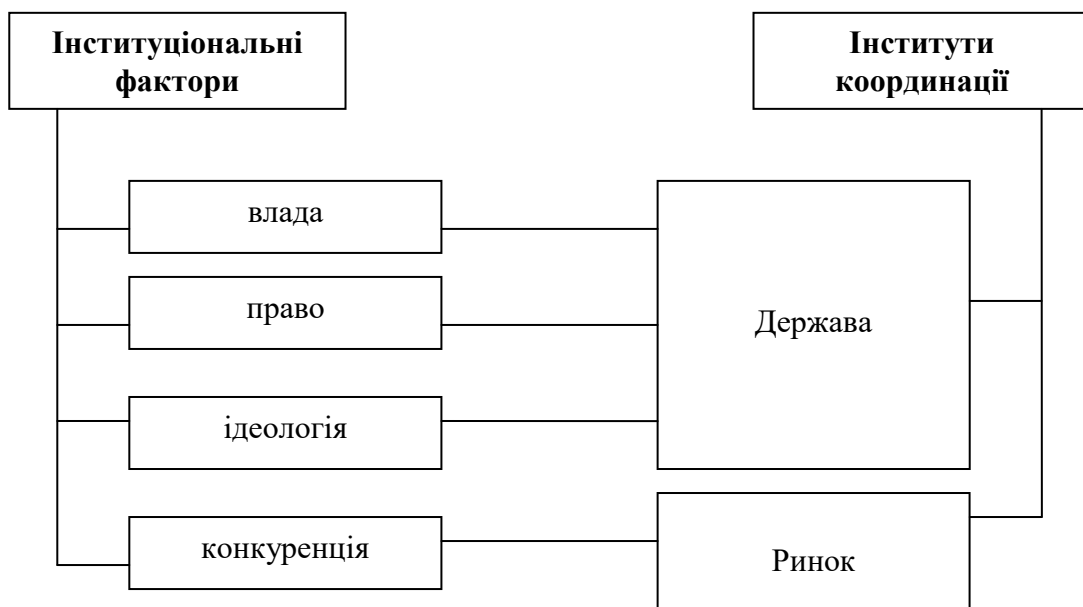 Інституціональні
фактори
Інститути
координації
влада
право
Держава
ідеологія
конкуренція
Ринок